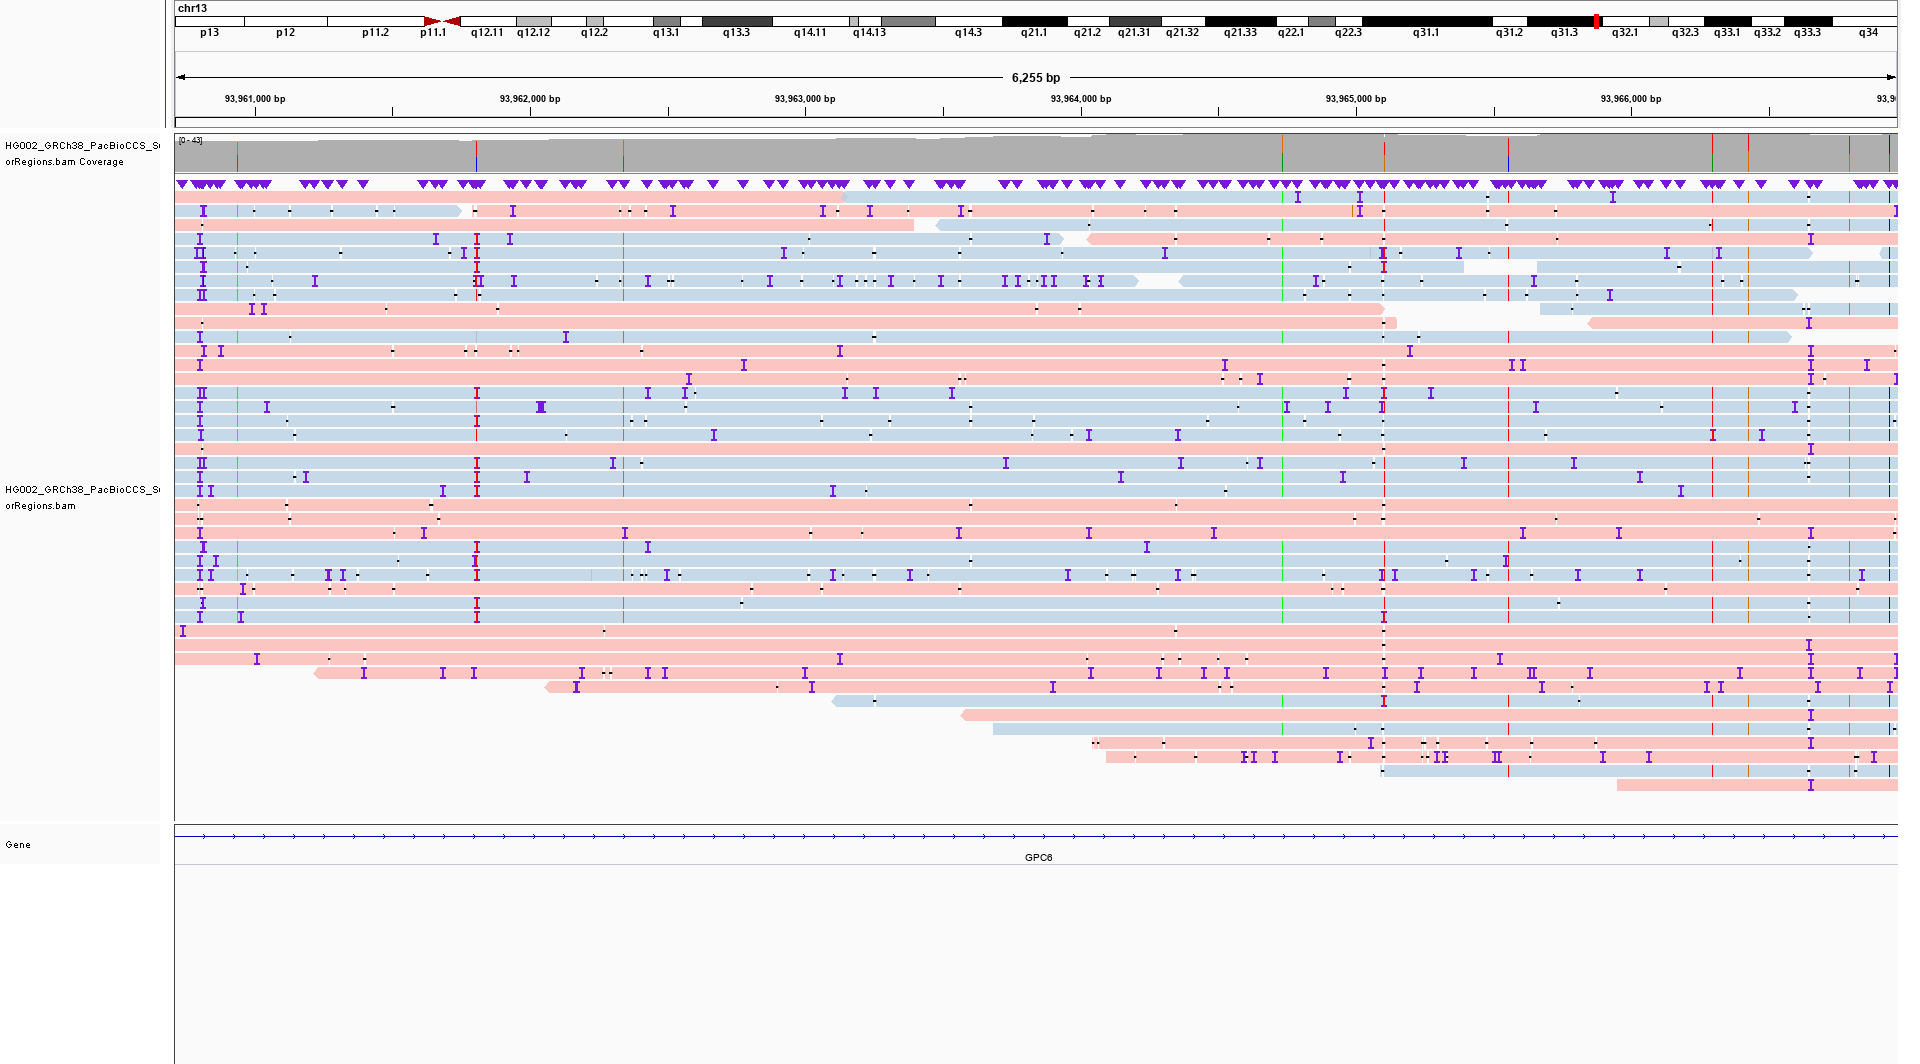 chr13
p13 p12 p11.2 p11.1 q12.11 q12.12 q12.2 q13.1 q13.3 q14.11 q14.13 q14.3 q21.1 q21.2 q21.31 q21.32 q21.33 q22.1 q22.3 q31.1 q31.2 q31.3 q32.1 q32.3 q33.1 q33.2 q33.3 q34
6,255 bp
93,961,000 bp 93,962,000 bp 93,963,000 bp 93,964,000 bp 93,965,000 bp 93,966,000 bp 93,9
[0 - 43]
HG002_GRCh38_PacBioCCS_S
orRegions.bam Coverage
HG002_GRCh38_PacBioCCS_S
orRegions.bam
Gene
GPC6